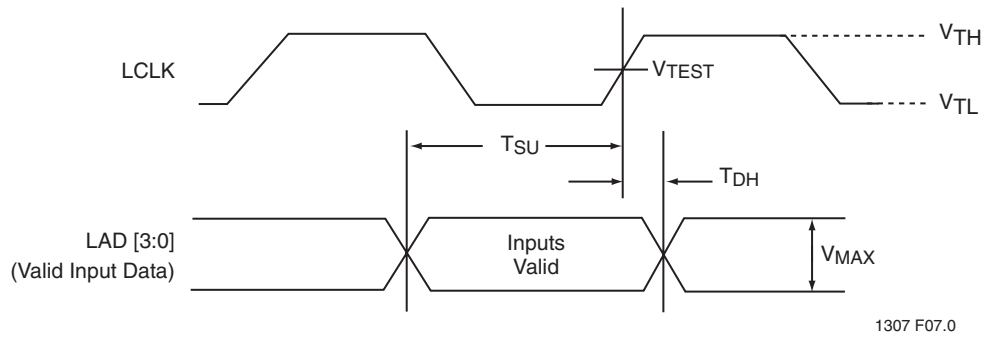 VTH
LCLK
VTEST
VTL
TSU
TDH
LAD [3:0]
(Valid Input Data)
Inputs
Valid
VMAX
1307 F07.0